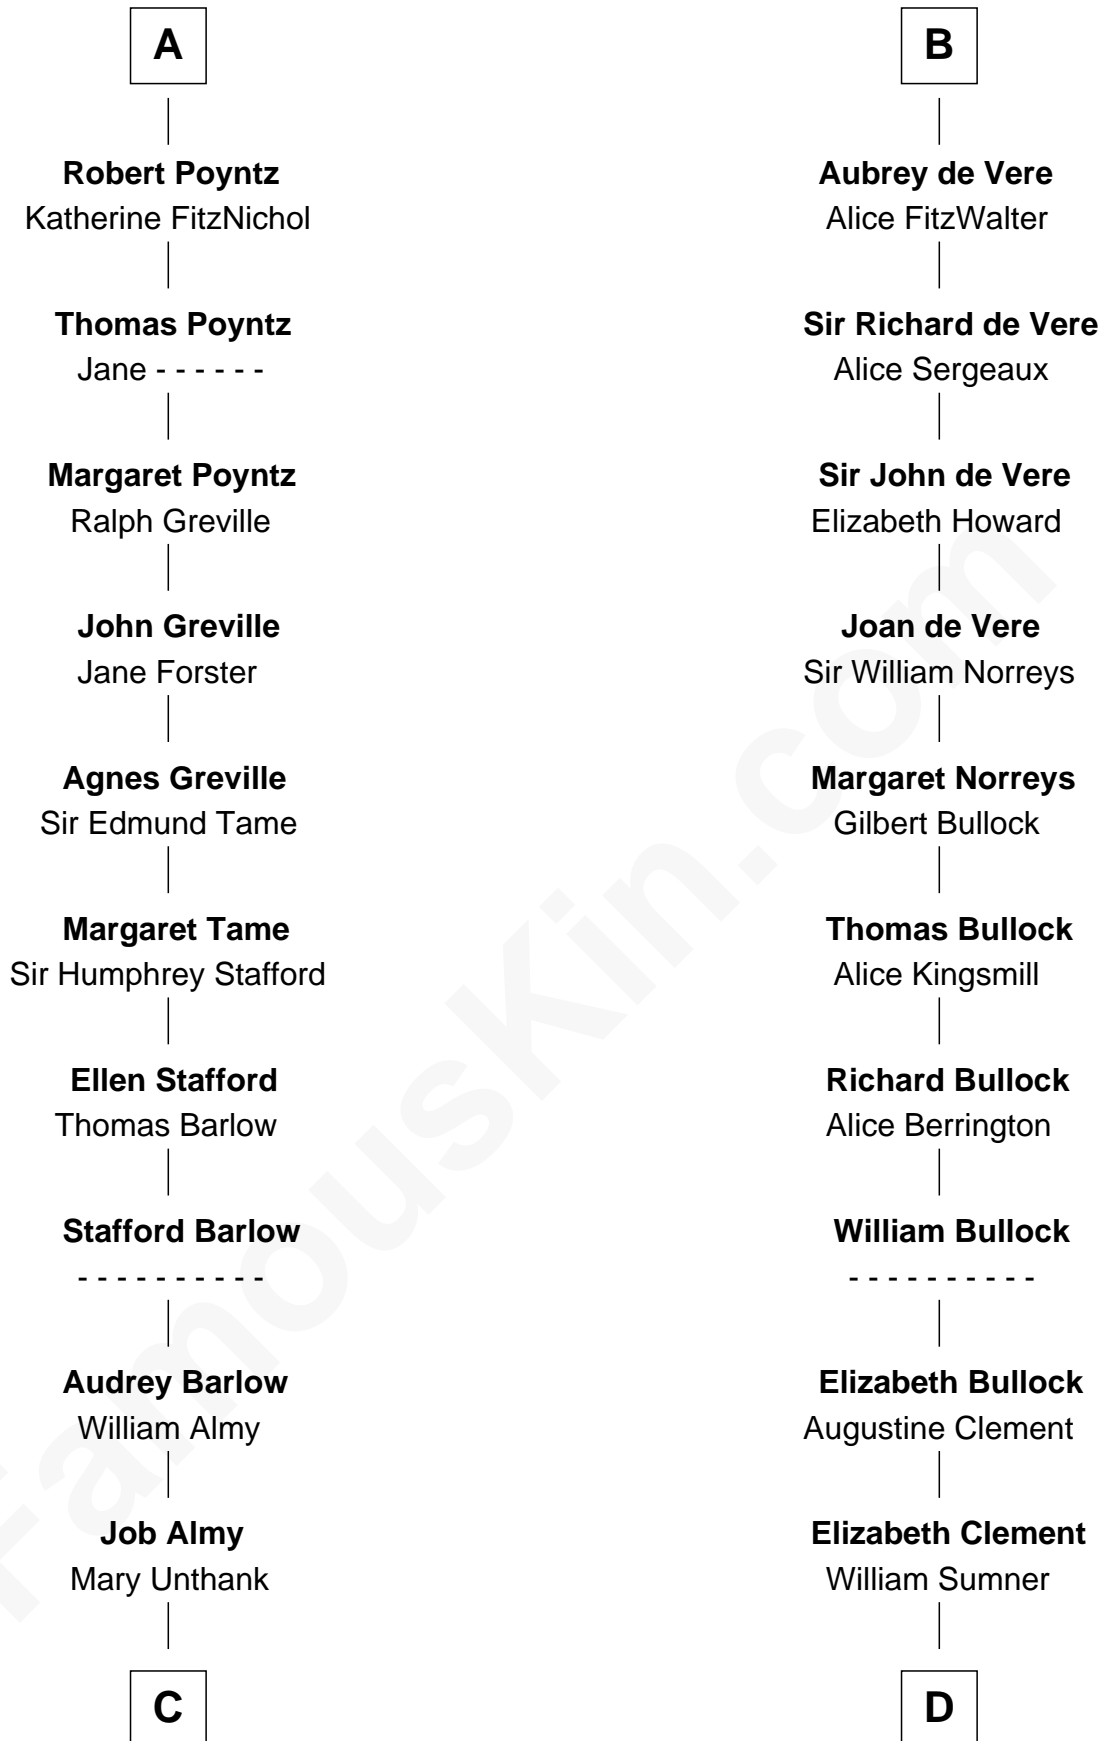 A
Robert Poyntz
Katherine FitzNichol
Thomas Poyntz
Jane - - - - - -
Margaret Poyntz
Ralph Greville
John Greville
Jane Forster
Agnes Greville
Sir Edmund Tame
Margaret Tame
Sir Humphrey Stafford
Ellen Stafford
Thomas Barlow
Stafford Barlow
- - - - - - - - - -
Audrey Barlow
William Almy
Job Almy
Mary Unthank
C
B
Aubrey de Vere
Alice FitzWalter
Sir Richard de Vere
Alice Sergeaux
Sir John de Vere
Elizabeth Howard
Joan de Vere
Sir William Norreys
Margaret Norreys
Gilbert Bullock
Thomas Bullock
Alice Kingsmill
Richard Bullock
Alice Berrington
William Bullock
- - - - - - - - - -
Elizabeth Bullock
Augustine Clement
Elizabeth Clement
William Sumner
D
FamousKin.com